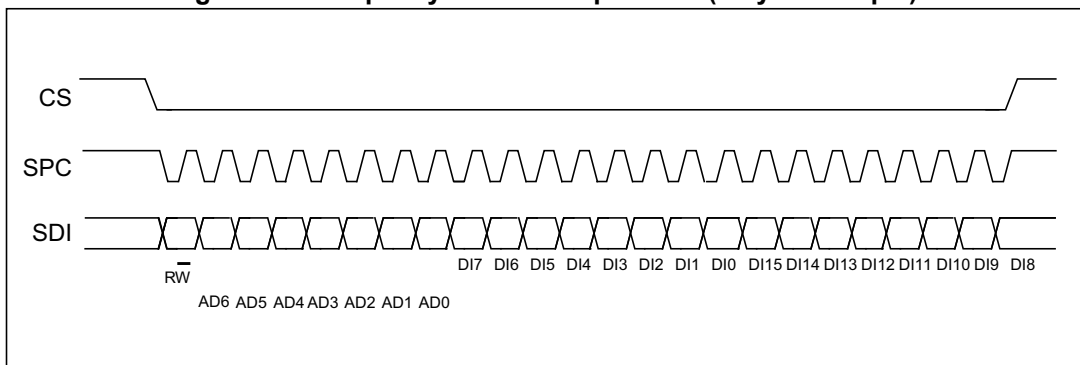 CS
SPC
SDI
RW̅
DI7 DI6 DI5 DI4 DI3 DI2 DI1 DI0 DI15 DI14 DI13 DI12 DI11 DI10 DI9 DI8
AD6 AD5 AD4 AD3 AD2 AD1 AD0